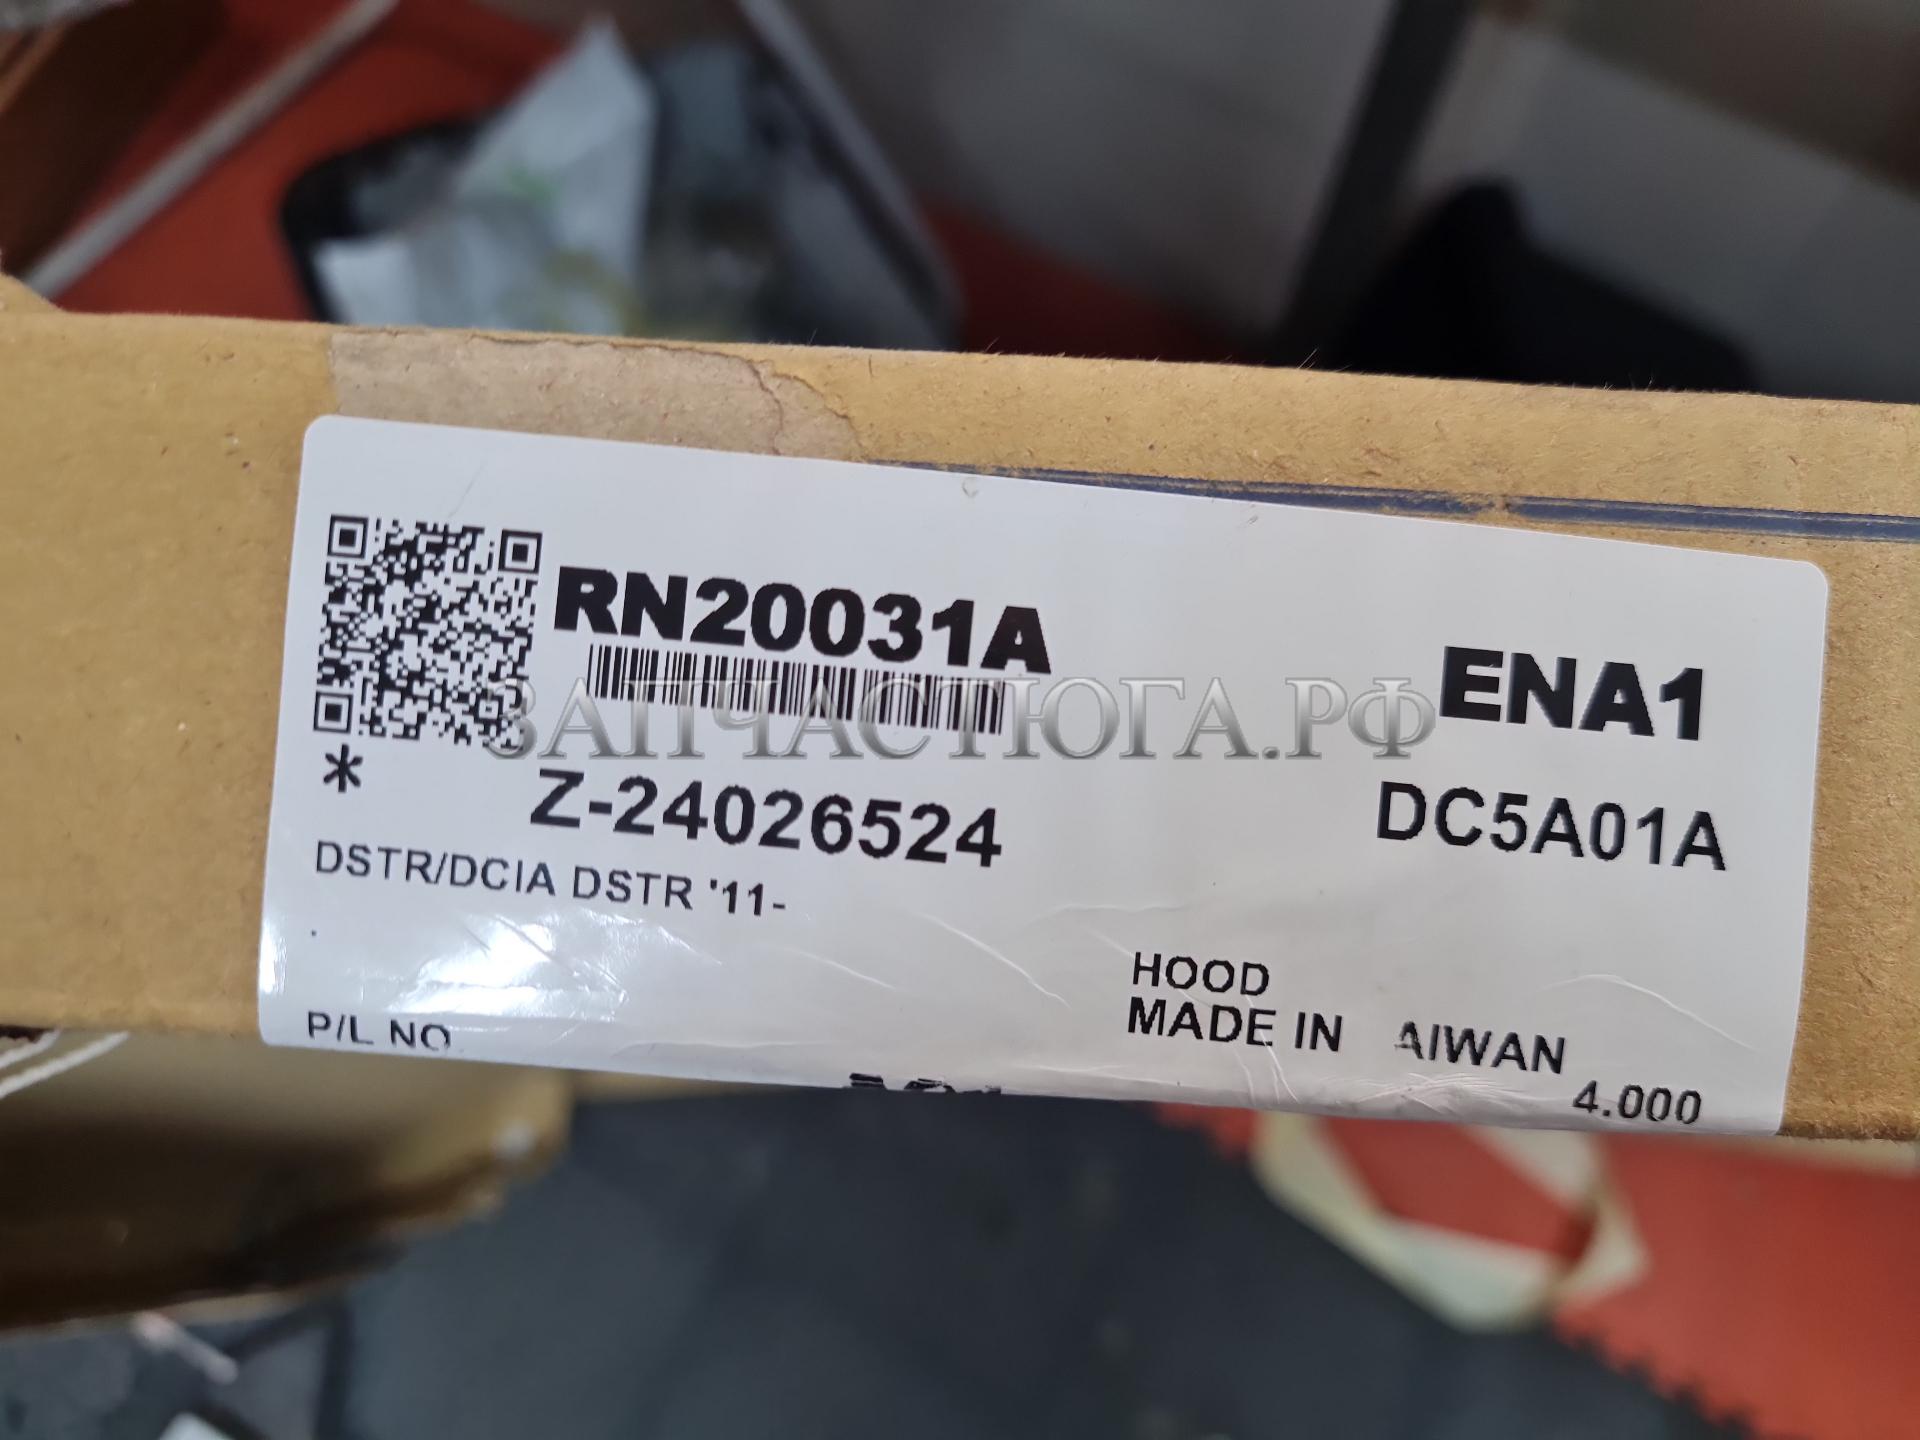 RN20031A
ENA1
ЗАПЧАСТЮГА.РФ
* Z-24026524
DC5A01A
DSTR/DCIA DSTR '11-
.
HOOD
P/L NO
MADE IN AIWAN
4.000